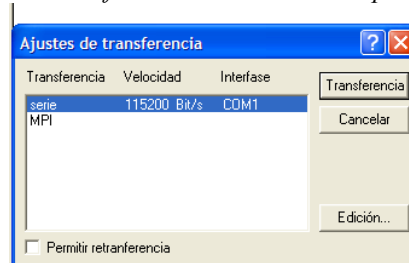 Ajustes de transferencia
Transferencia Velocidad Interfase
serie 115200 Bit/s COM1
MPI
Transferencia
Cancelar
Edición...
Permitir retranferencia